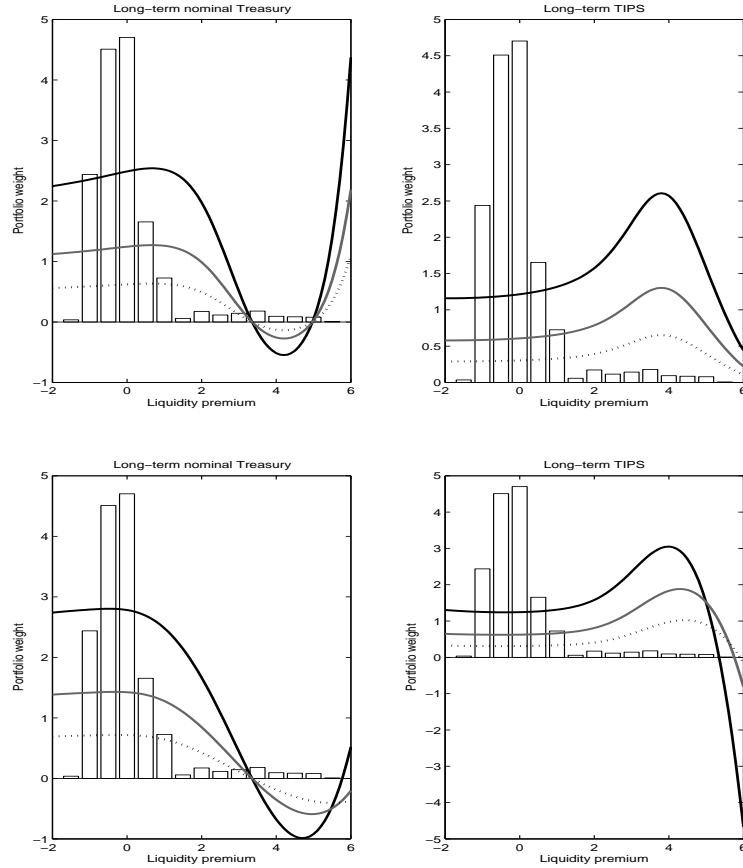 Long−term nominal Treasury
5
4
3
2
1
0
−1
Portfolio weight
−2 0 2 4 6
Liquidity premium
Long−term TIPS
5
4.5
4
3.5
3
2.5
2
1.5
1
0.5
0
Portfolio weight
−2 0 2 4 6
Liquidity premium
Long−term nominal Treasury
5
4
3
2
1
0
−1
Portfolio weight
−2 0 2 4 6
Liquidity premium
Long−term TIPS
5
4
3
2
1
0
−1
−2
−3
−4
−5
Portfolio weight
−2 0 2 4 6
Liquidity premium